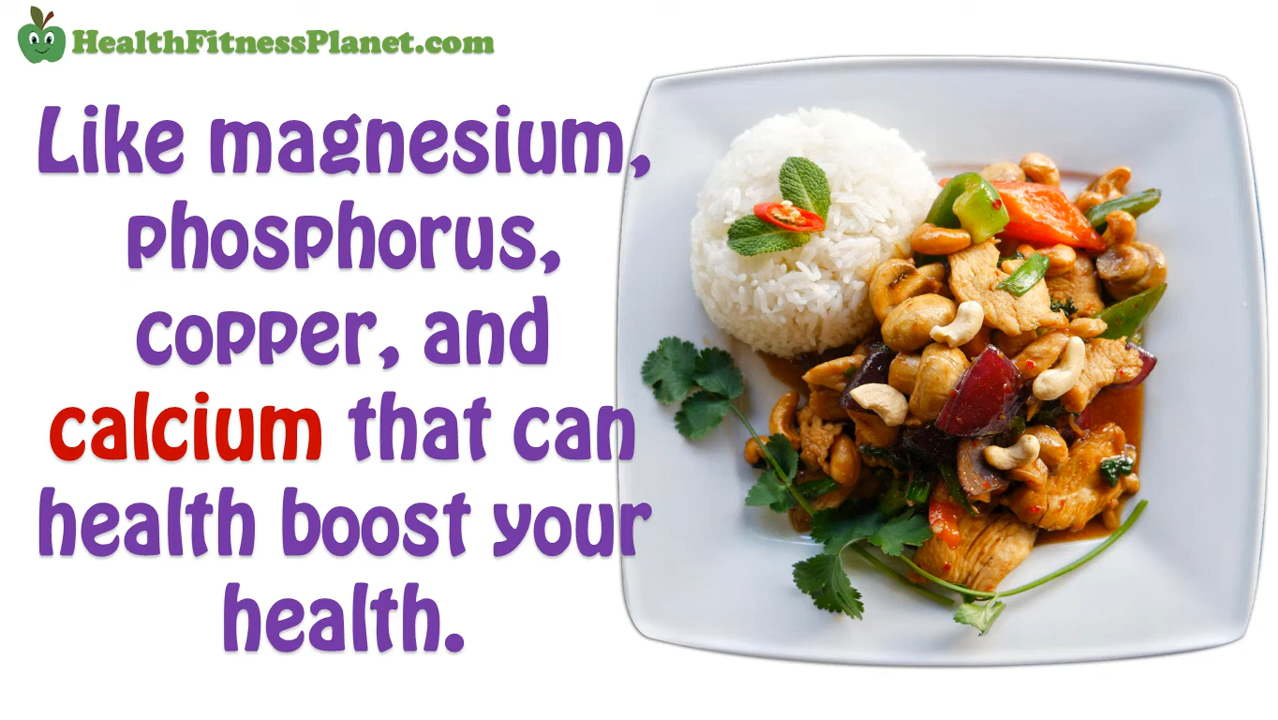 HealthFitnessPlanet.com
Like magnesium,
phosphorus,
copper, and
calcium that can
health boost your
health.